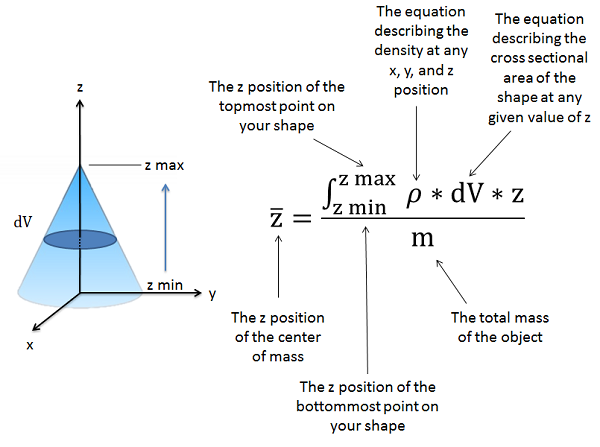 The equation
describing the
density at any
x, y, and z
position
The equation
describing the
cross sectional
area of the
shape at any
given value of z
The z position of the
topmost point on
your shape
z
z max
dV
z min
y
x
z̅ = ∫ z max z min ρ * dV * z / m
The z position
of the center
of mass
The total mass
of the object
The z position of the
bottommost point on
your shape